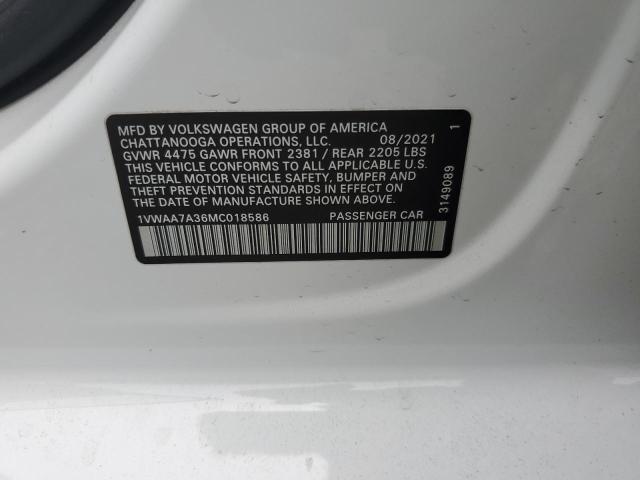 MFD BY VOLKSWAGEN GROUP OF AMERICA
CHATTANOOGA OPERATIONS, LLC. 08/2021
GVWR 4475 GAWR FRONT 2381 / REAR 2205 LBS
THIS VEHICLE CONFORMS TO ALL APPLICABLE U.S.
FEDERAL MOTOR VEHICLE SAFETY, BUMPER AND
THEFT PREVENTION STANDARDS IN EFFECT ON THE
DATE OF MANUFACTURE SHOWN ABOVE.
1VWAA7A36MC018586 PASSENGER CAR
3149089 1